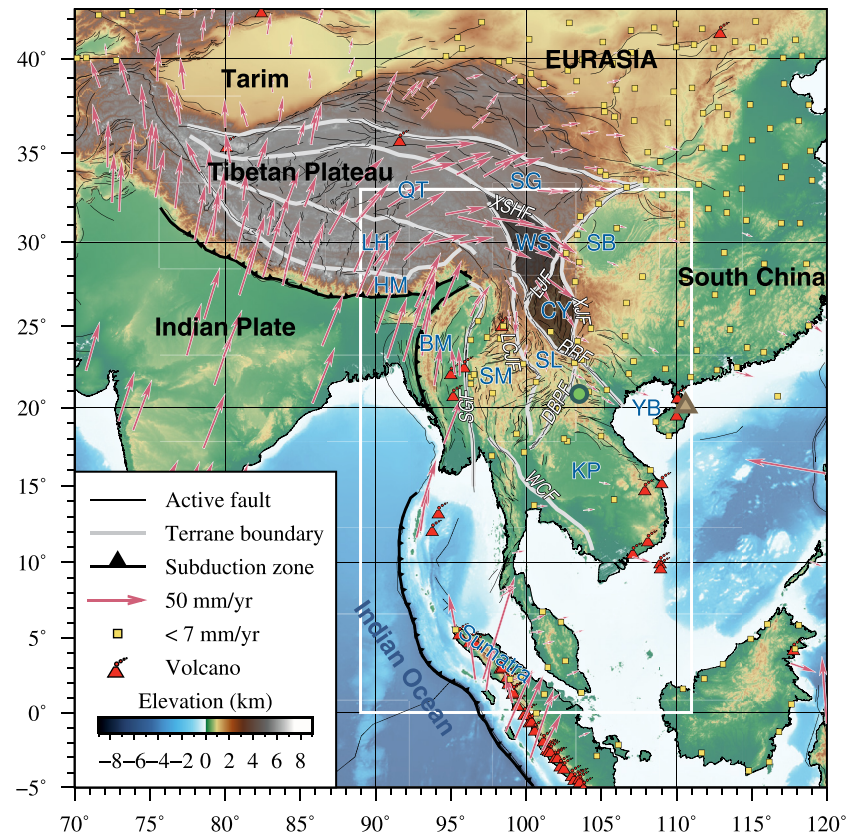 40°
35°
30°
25°
20°
15°
10°
5°
0°
−5°
EURASIA
Tarim
Tibetan Plateau
QT
SG
XSHF
LH
WS
SB
HM
LJF
South China
CY
XJF
Indian Plate
BM
LCJF
RRF
SL
SM
SGF
DBPF
YB
KP
WCF
Active fault
Terrane boundary
Subduction zone
50 mm/yr
< 7 mm/yr
Volcano
Elevation (km)
−8−6−4−2 0 2 4 6 8
Indian Ocean
Sumatra
70° 75° 80° 85° 90° 95° 100° 105° 110° 115° 120°